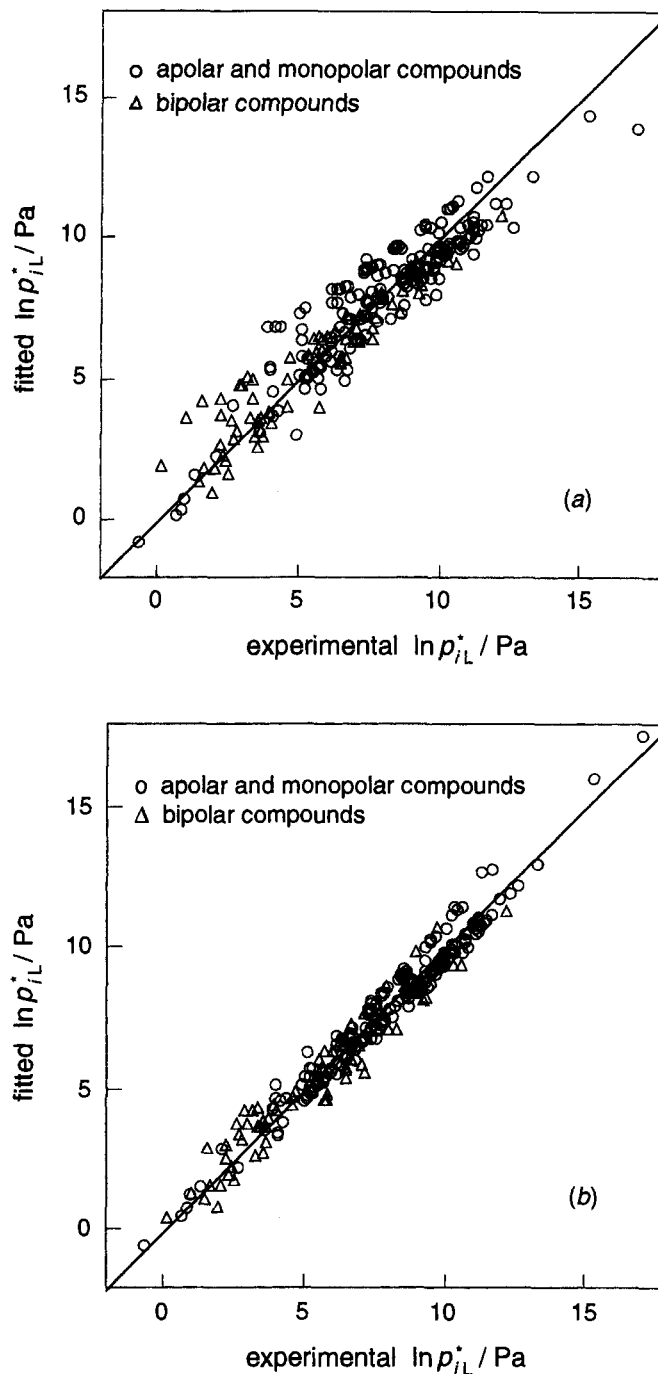 15
○ apolar and monopolar compounds
△ bipolar compounds
fitted ln p*iL / Pa
10
5
0
(a)
0 5 10 15
experimental ln p*iL / Pa
15
○ apolar and monopolar compounds
△ bipolar compounds
fitted ln p*iL / Pa
10
5
0
(b)
0 5 10 15
experimental ln p*iL / Pa